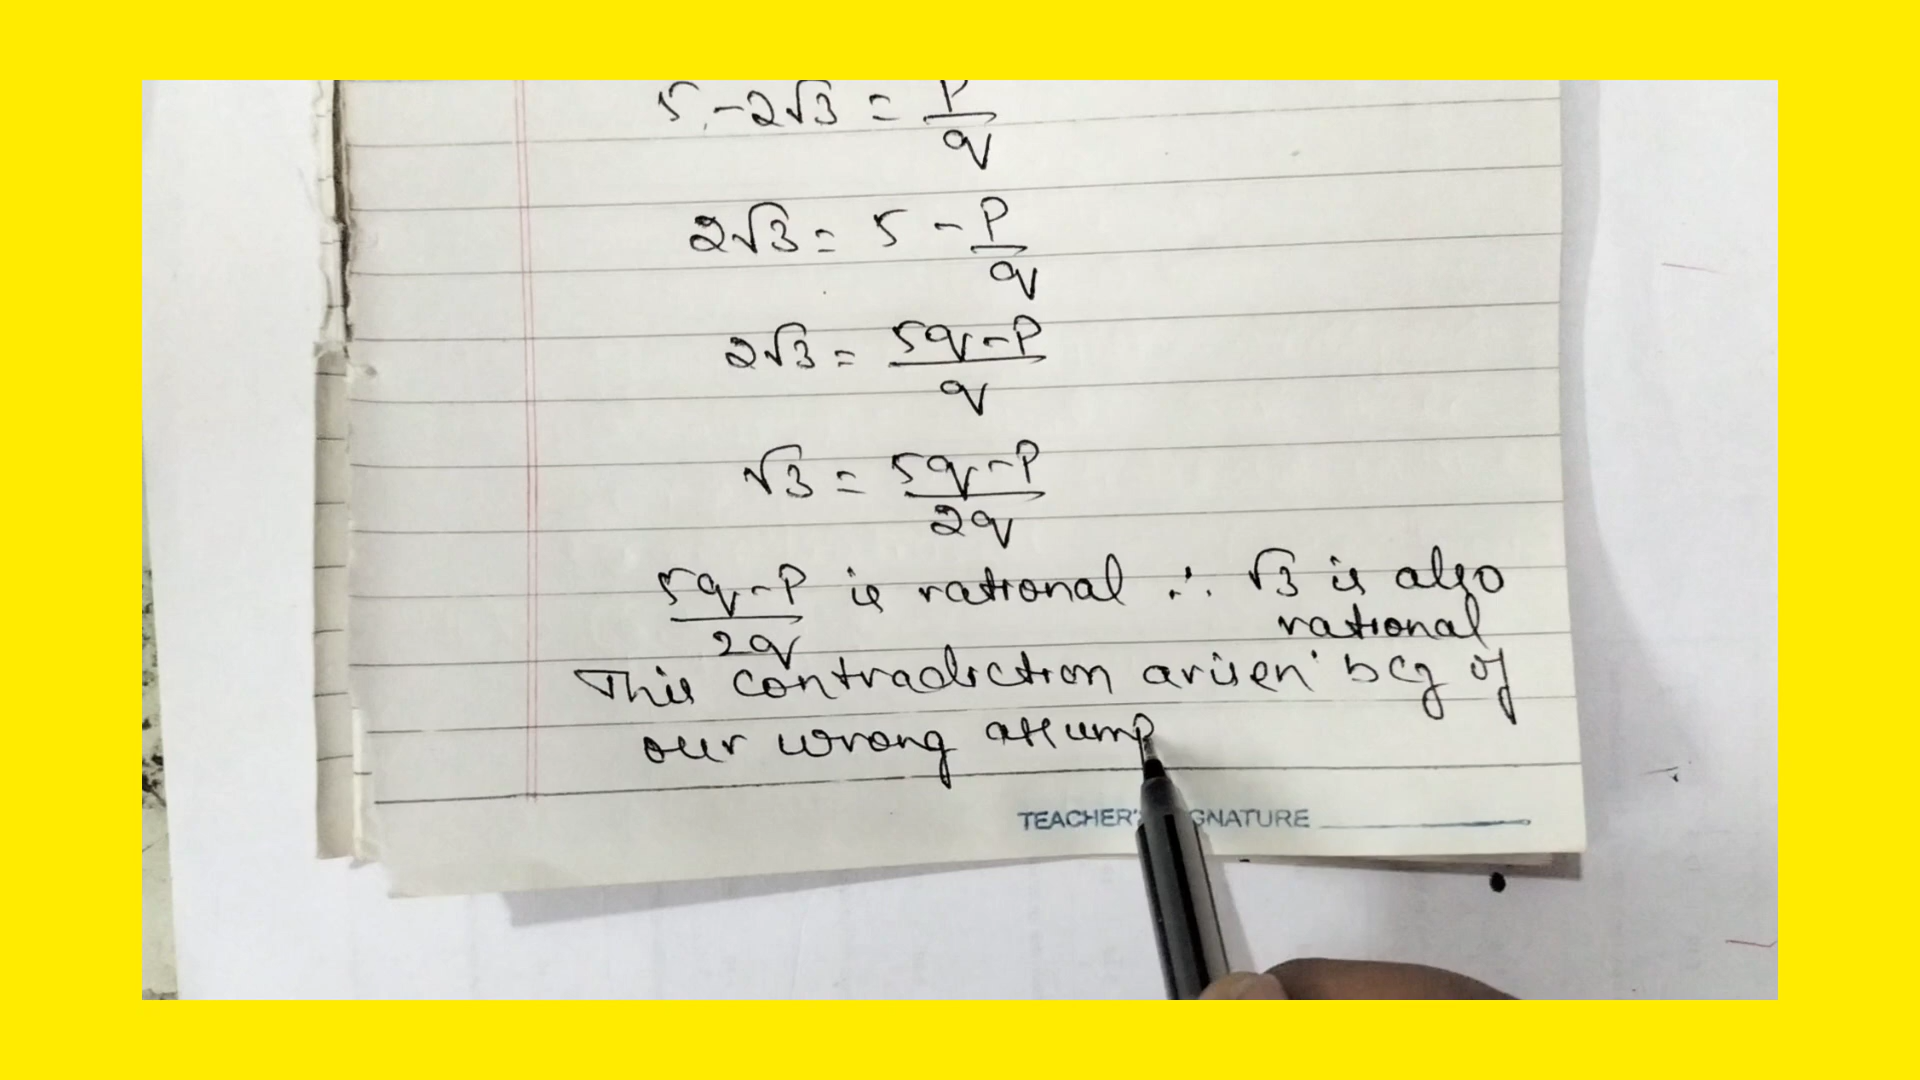 5 - 2√3 = P/q
2√3 = 5 - P/q
2√3 = 5q - P/q
√3 = 5q - P/2q
5q - P/2q is rational ∴ √3 is also
rational
This contradiction arisen bcz of
our wrong assump
TEACHER'S GNATURE